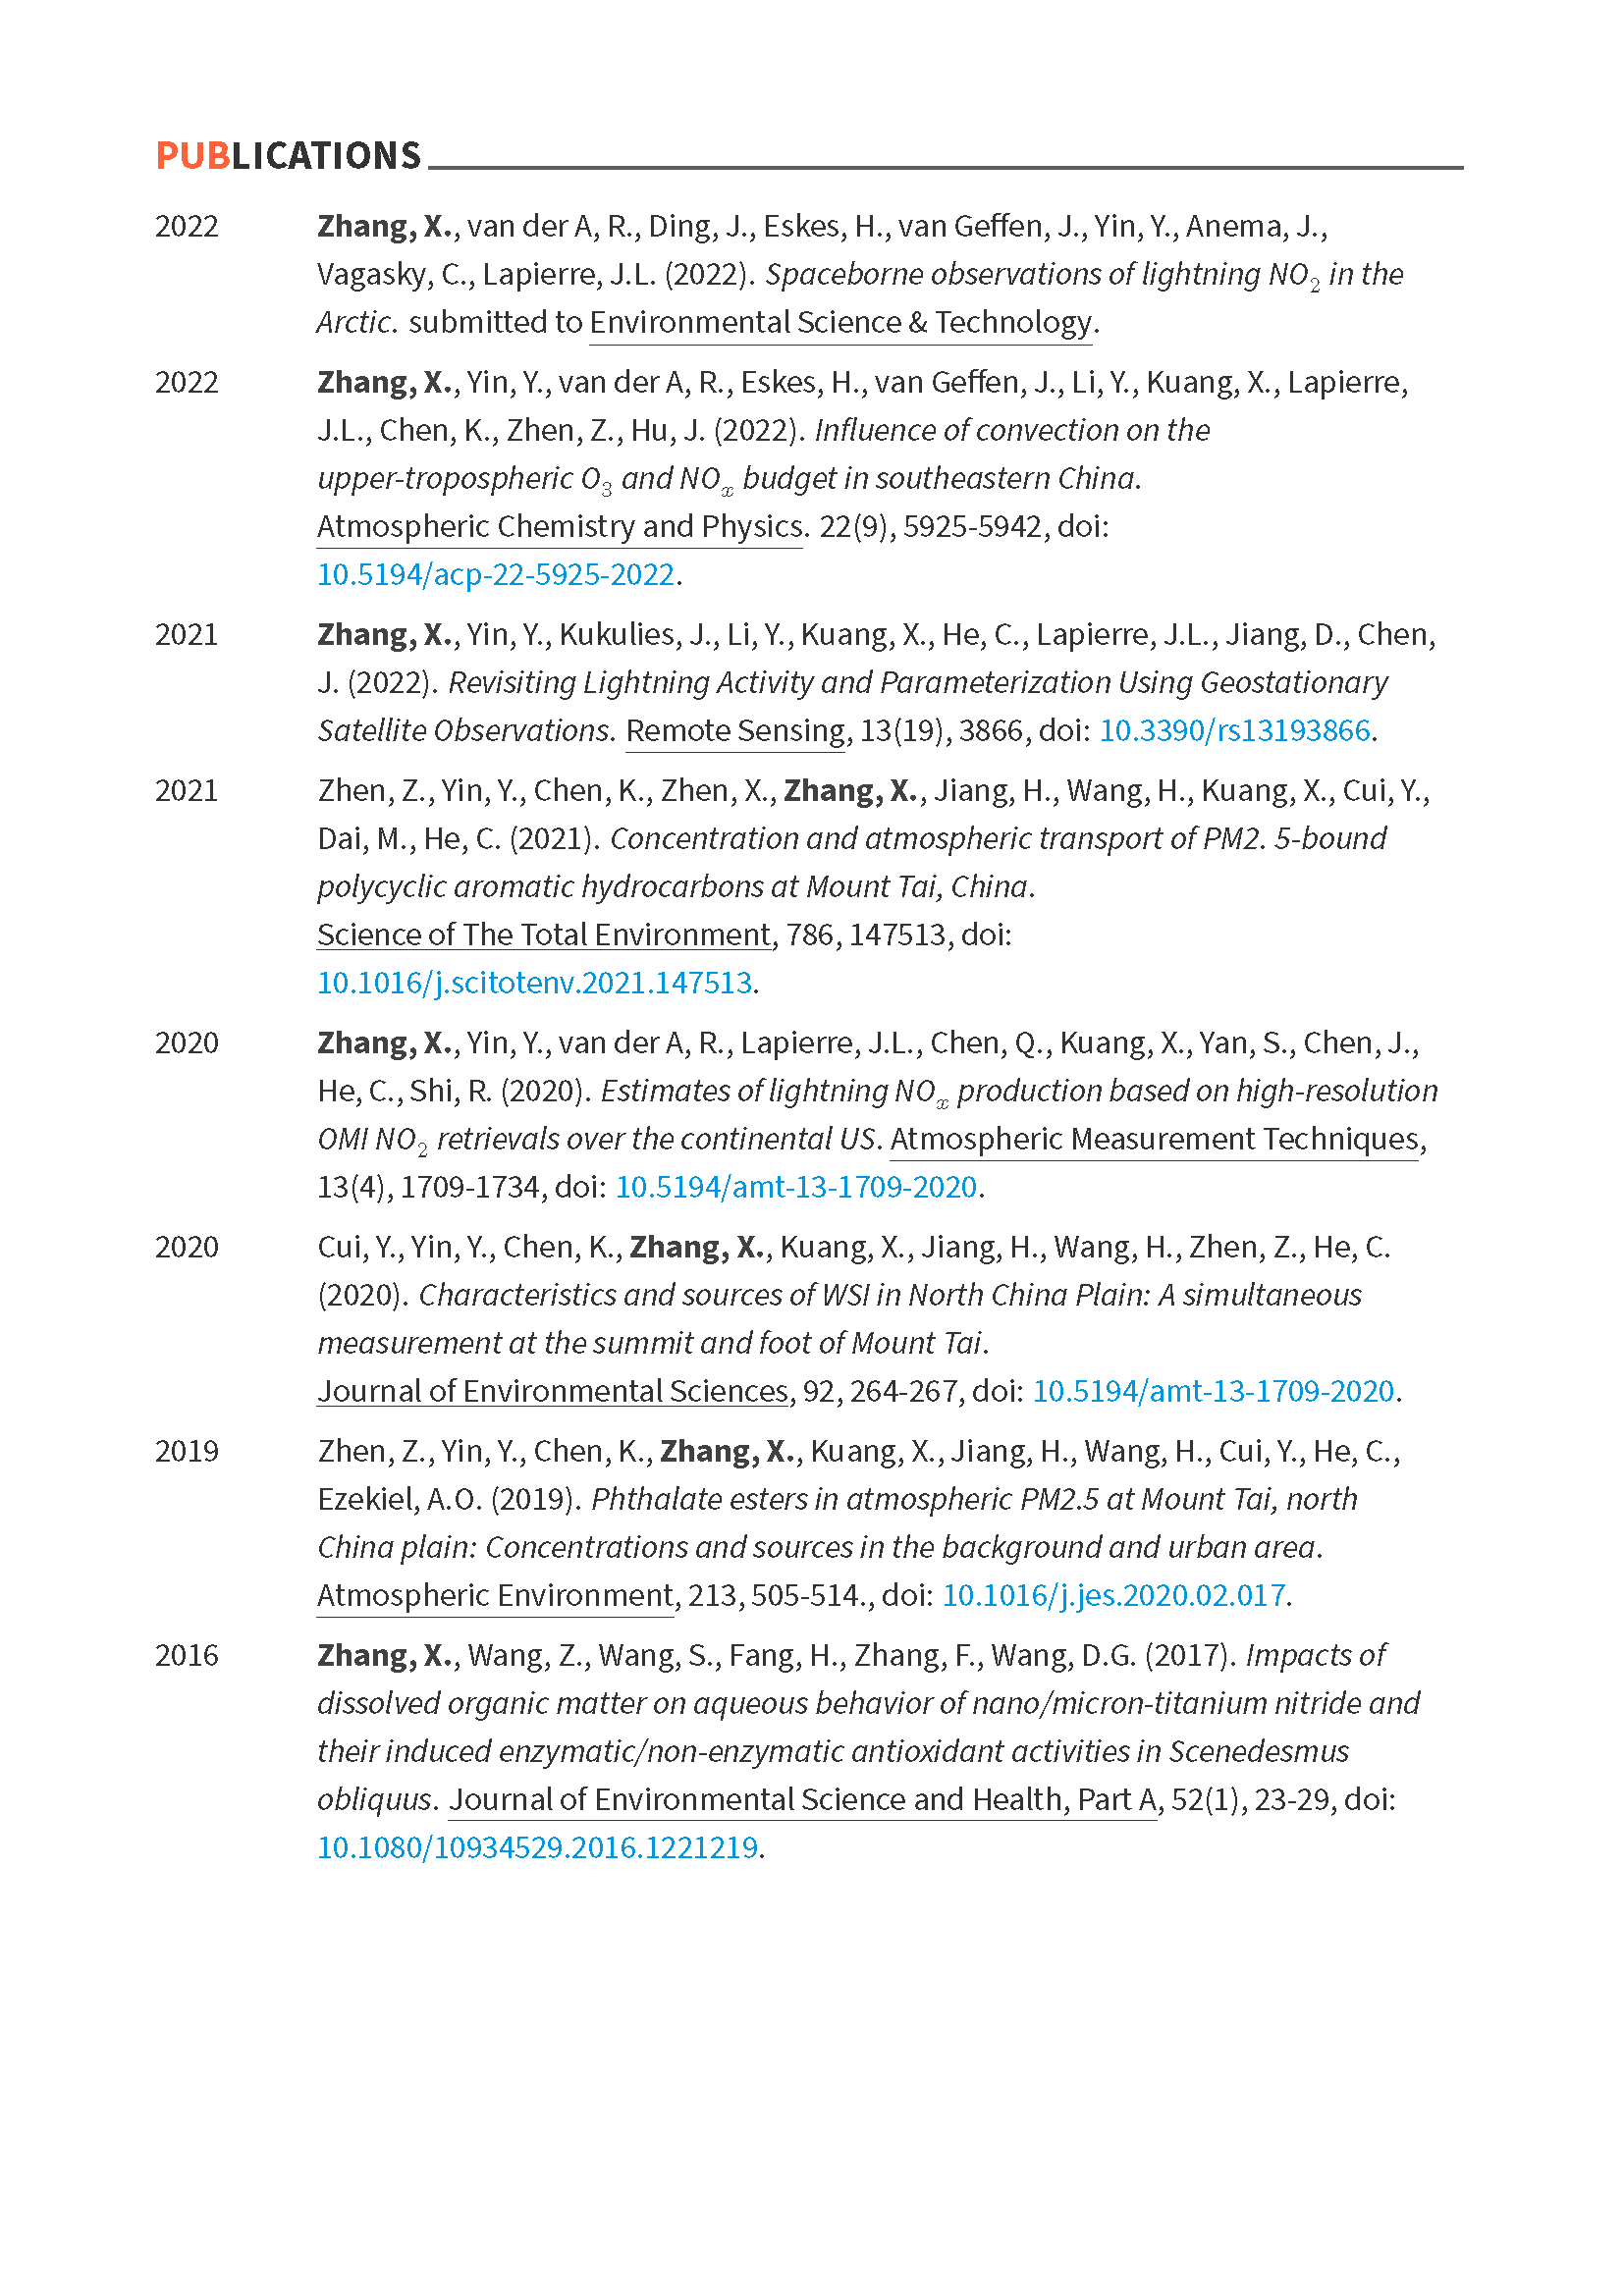 PUBLICATIONS
2022 Zhang, X., van der A, R., Ding, J., Eskes, H., van Geffen, J., Yin, Y., Anema, J.,
Vagasky, C., Lapierre, J.L. (2022). Spaceborne observations of lightning NO₂ in the
Arctic. submitted to Environmental Science & Technology.
2022 Zhang, X., Yin, Y., van der A, R., Eskes, H., van Geffen, J., Li, Y., Kuang, X., Lapierre,
J.L., Chen, K., Zhen, Z., Hu, J. (2022). Influence of convection on the
upper-tropospheric O₃ and NOₓ budget in southeastern China.
Atmospheric Chemistry and Physics. 22(9), 5925-5942, doi:
10.5194/acp-22-5925-2022.
2021 Zhang, X., Yin, Y., Kukulies, J., Li, Y., Kuang, X., He, C., Lapierre, J.L., Jiang, D., Chen,
J. (2022). Revisiting Lightning Activity and Parameterization Using Geostationary
Satellite Observations. Remote Sensing, 13(19), 3866, doi: 10.3390/rs13193866.
2021 Zhen, Z., Yin, Y., Chen, K., Zhen, X., Zhang, X., Jiang, H., Wang, H., Kuang, X., Cui, Y.,
Dai, M., He, C. (2021). Concentration and atmospheric transport of PM2. 5-bound
polycyclic aromatic hydrocarbons at Mount Tai, China.
Science of The Total Environment, 786, 147513, doi:
10.1016/j.scitotenv.2021.147513.
2020 Zhang, X., Yin, Y., van der A, R., Lapierre, J.L., Chen, Q., Kuang, X., Yan, S., Chen, J.,
He, C., Shi, R. (2020). Estimates of lightning NOₓ production based on high-resolution
OMI NO₂ retrievals over the continental US. Atmospheric Measurement Techniques,
13(4), 1709-1734, doi: 10.5194/amt-13-1709-2020.
2020 Cui, Y., Yin, Y., Chen, K., Zhang, X., Kuang, X., Jiang, H., Wang, H., Zhen, Z., He, C.
(2020). Characteristics and sources of WSI in North China Plain: A simultaneous
measurement at the summit and foot of Mount Tai.
Journal of Environmental Sciences, 92, 264-267, doi: 10.5194/amt-13-1709-2020.
2019 Zhen, Z., Yin, Y., Chen, K., Zhang, X., Kuang, X., Jiang, H., Wang, H., Cui, Y., He, C.,
Ezekiel, A.O. (2019). Phthalate esters in atmospheric PM2.5 at Mount Tai, north
China plain: Concentrations and sources in the background and urban area.
Atmospheric Environment, 213, 505-514., doi: 10.1016/j.jes.2020.02.017.
2016 Zhang, X., Wang, Z., Wang, S., Fang, H., Zhang, F., Wang, D.G. (2017). Impacts of
dissolved organic matter on aqueous behavior of nano/micron-titanium nitride and
their induced enzymatic/non-enzymatic antioxidant activities in Scenedesmus
obliquus. Journal of Environmental Science and Health, Part A, 52(1), 23-29, doi:
10.1080/10934529.2016.1221219.